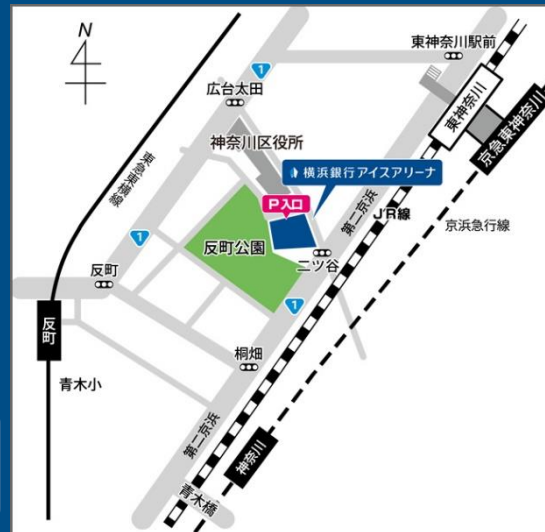 N
東神奈川駅前
1
広台太田
東神奈川
京急東神奈川
神奈川区役所
横浜銀行 アイスアリーナ
東急東横線
P入口
第二京浜
JR線
京浜急行線
1
反町公園
二ツ谷
反町
1
反町
桐畑
青木小
第二京浜
神奈川
青木橋